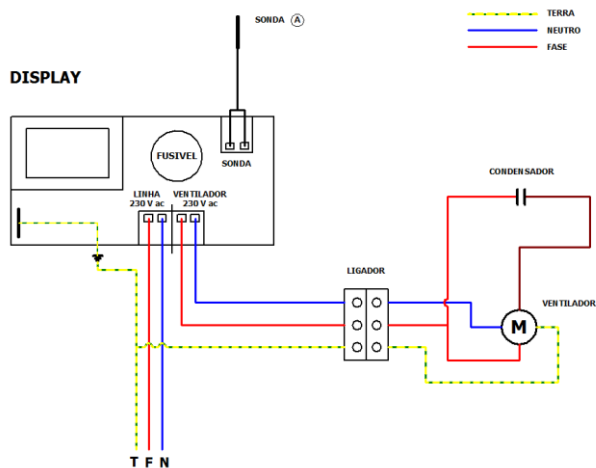 SONDA A
TERRA
NEUTRO
FASE
DISPLAY
FUSIVEL
SONDA
LINHA
230 V ac
VENTILADOR
230 V ac
CONDENSADOR
LIGADOR
VENTILADOR
M
T F N